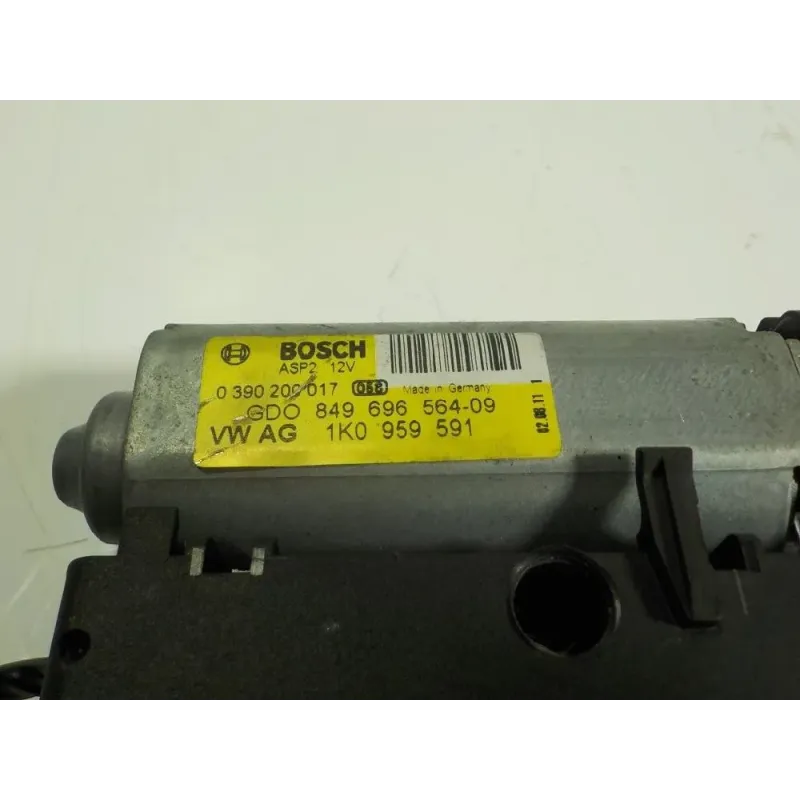 BOSCH
ASP2 12V
0 390 200 017 Made in Germany
GDO 849 696 564-09
VW AG 1K0 959 591
02.08.11 1